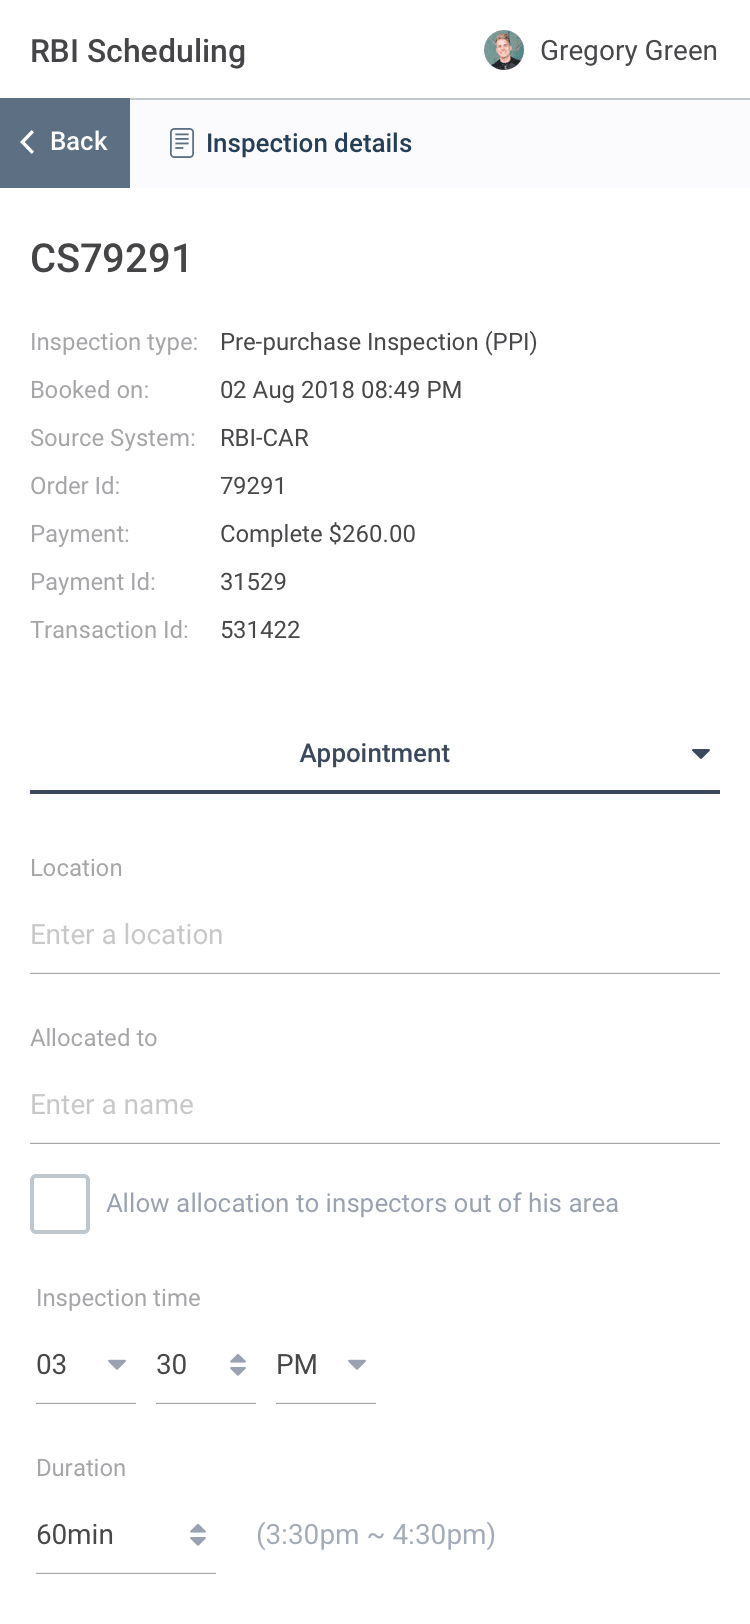 RBI Scheduling Gregory Green
Back Inspection details
CS79291
Inspection type: Pre-purchase Inspection (PPI)
Booked on: 02 Aug 2018 08:49 PM
Source System: RBI-CAR
Order Id: 79291
Payment: Complete $260.00
Payment Id: 31529
Transaction Id: 531422
Appointment
Location
Enter a location
Allocated to
Enter a name
Allow allocation to inspectors out of his area
Inspection time
03 30 PM
Duration
60min (3:30pm ~ 4:30pm)